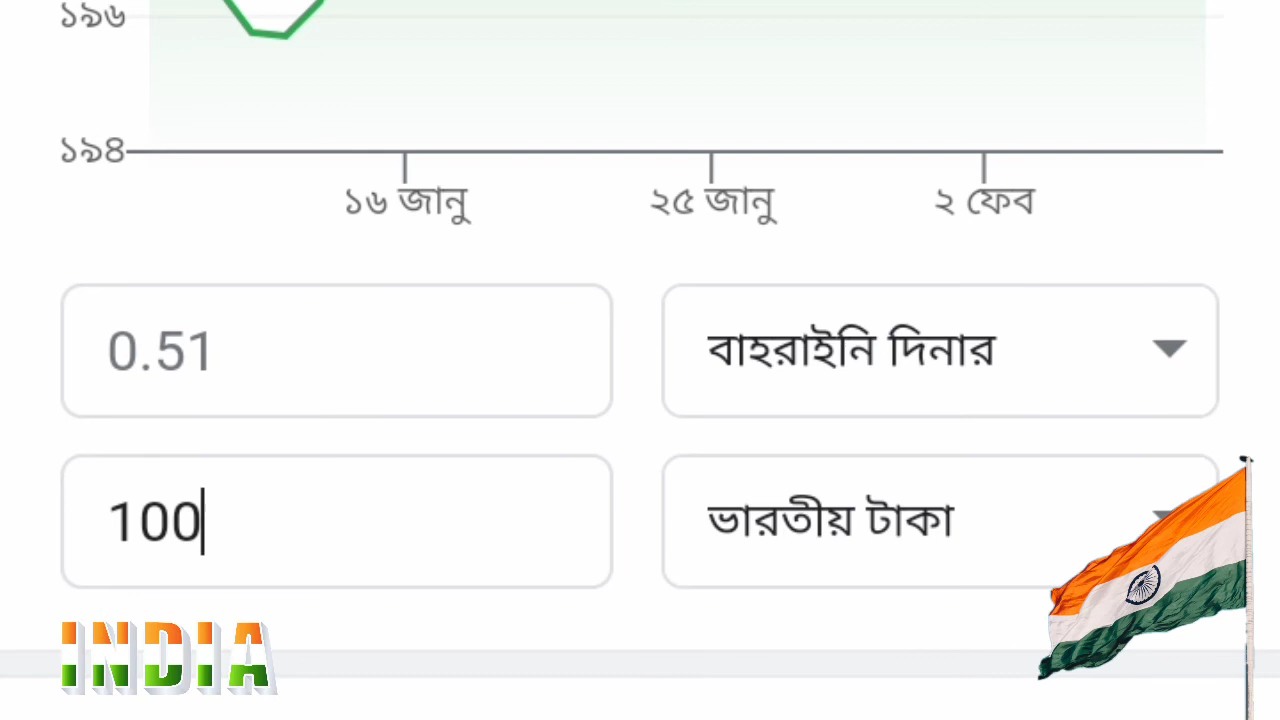 ১৯৬
১৯৪
১৬ জানু ২৫ জানু ২ ফেব
0.51 বাহরাইনি দিনার
100 ভারতীয় টাকা
INDIA